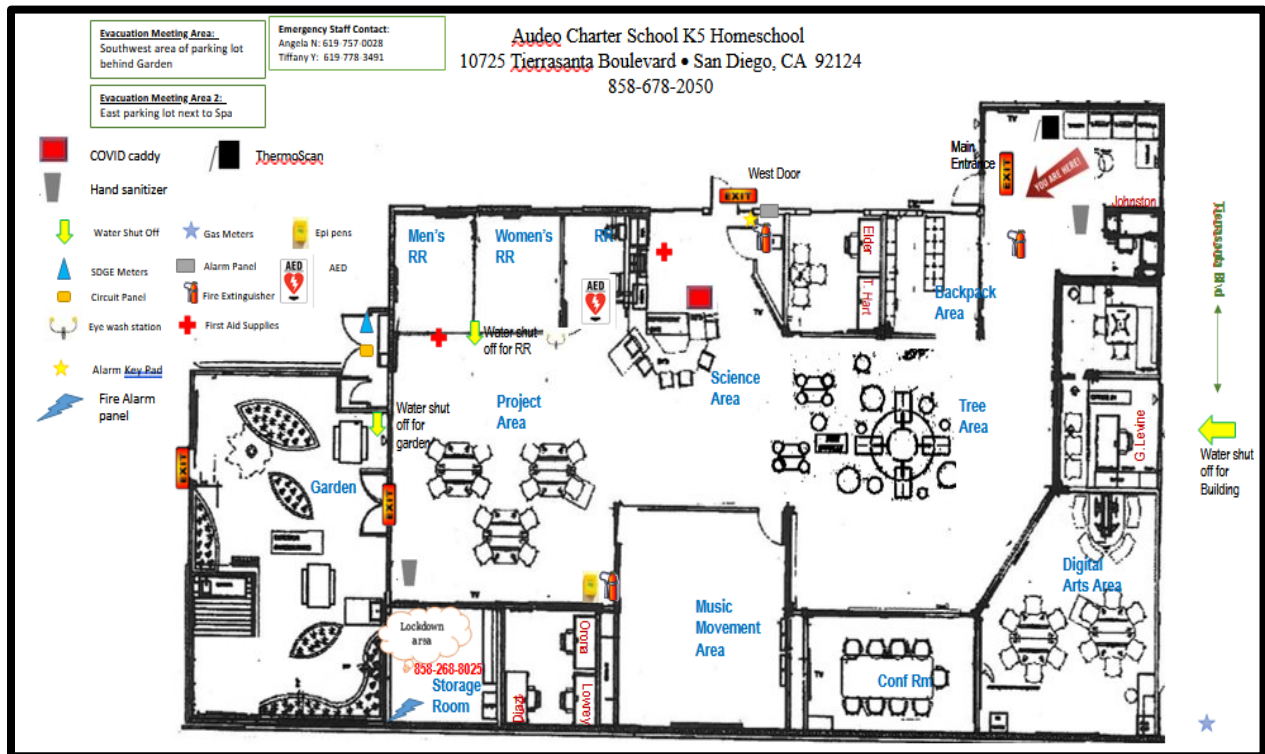 Evacuation Meeting Area:
Southwest area of parking lot
behind Garden
Emergency Staff Contact:
Angela N: 619-757-0028
Tiffany Y: 619-778-3491
Audeo Charter School K5 Homeschool
10725 Tierrasanta Boulevard • San Diego, CA 92124
858-678-2050
Evacuation Meeting Area 2:
East parking lot next to Spa
COVID caddy
ThermoScan
Hand sanitizer
Water Shut Off
Gas Meters
Epi pens
SDGE Meters
Alarm Panel
AED
AED
Circuit Panel
Fire Extinguisher
Eye wash station
First Aid Supplies
Alarm Key Pad
Fire Alarm
panel
TV
Main
Entrance
EXIT
YOU ARE HERE!
Johnston
West Door
EXIT
Men's
RR
Women's
RR
RR
AED
Elder
T. Hart
Backpack
Area
TV
Tierrasanta Blvd
Water shut
off for RR
Science
Area
Project
Area
Tree
Area
Water shut
off for
garden
G. Levine
Water shut
off for
Building
EXIT
Garden
EXIT
Digital
Arts Area
TV
Music
Movement
Area
Lockdown
area
858-268-8025
Storage
Room
Orona
Diaz
Lowrey
TV
Conf Rm